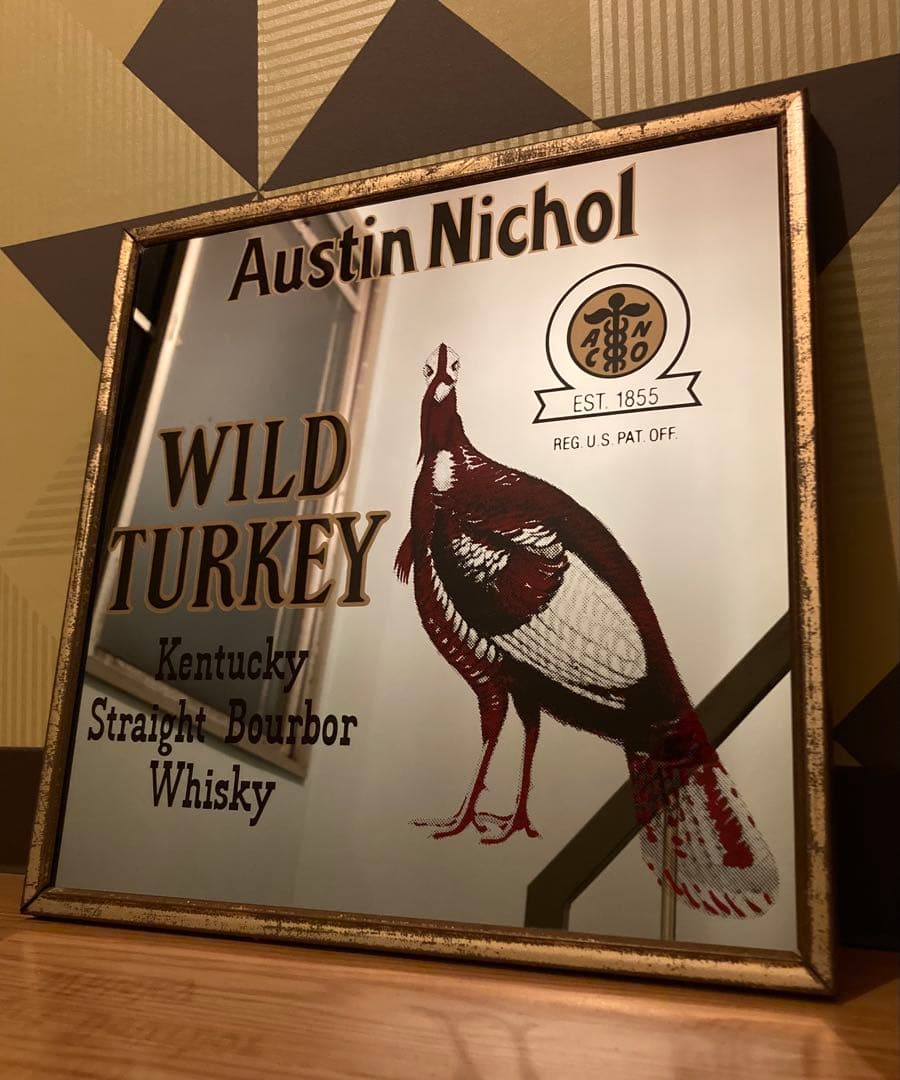 Austin Nichol
A N
C O
EST. 1855
REG. U.S. PAT. OFF.
WILD
TURKEY
Kentucky
Straight Bourbor
Whisky